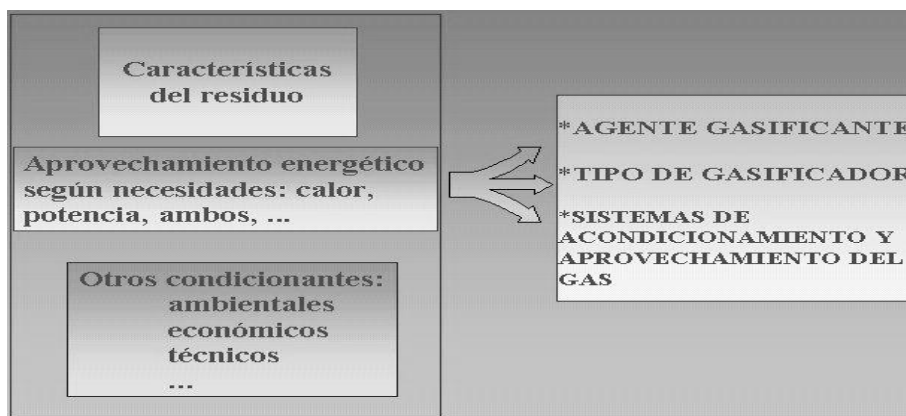 Características
del residuo
Aprovechamiento energético
según necesidades: calor,
potencia, ambos, ...
Otros condicionantes:
ambientales
económicos
técnicos
...
*AGENTE GASIFICANTE
*TIPO DE GASIFICADOR
*SISTEMAS DE
ACONDICIONAMIENTO Y
APROVECHAMIENTO DEL
GAS